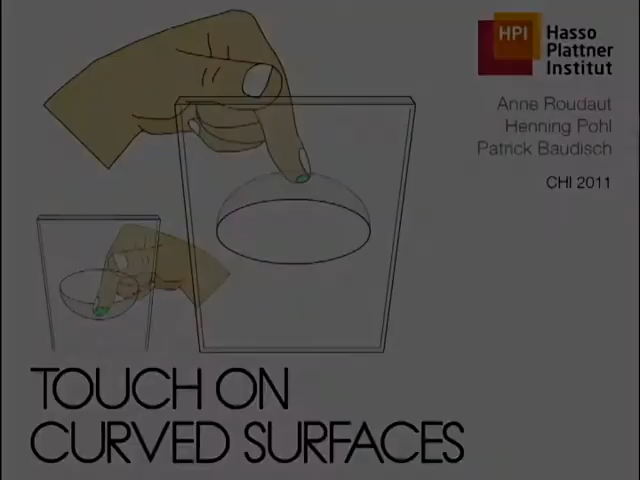 HPI
Hasso
Plattner
Institut
Anne Roudaut
Henning Pohl
Patrick Baudisch
CHI 2011
TOUCH ON
CURVED SURFACES